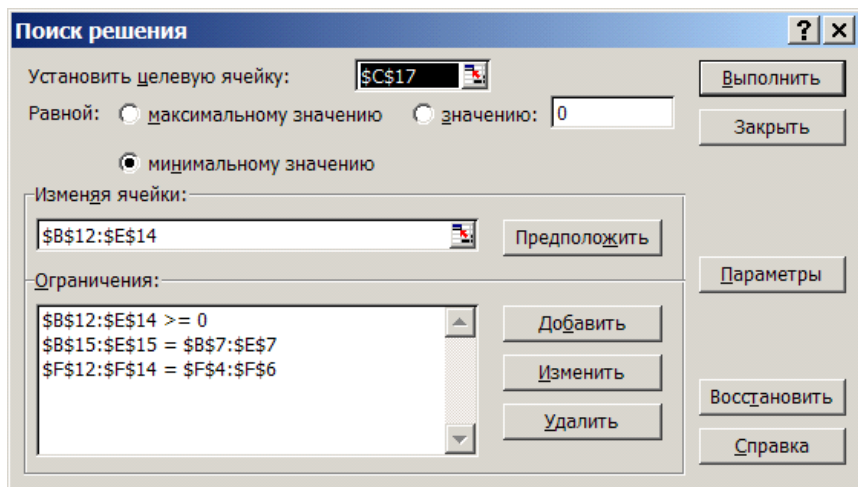 Поиск решения
Установить целевую ячейку: $C$17
Выполнить
Равной: максимальному значению значению: 0
Закрыть
минимальному значению
Изменяя ячейки:
$B$12:$E$14
Предположить
Параметры
Ограничения:
$B$12:$E$14 >= 0
$B$15:$E$15 = $B$7:$E$7
$F$12:$F$14 = $F$4:$F$6
Добавить
Изменить
Удалить
Восстановить
Справка